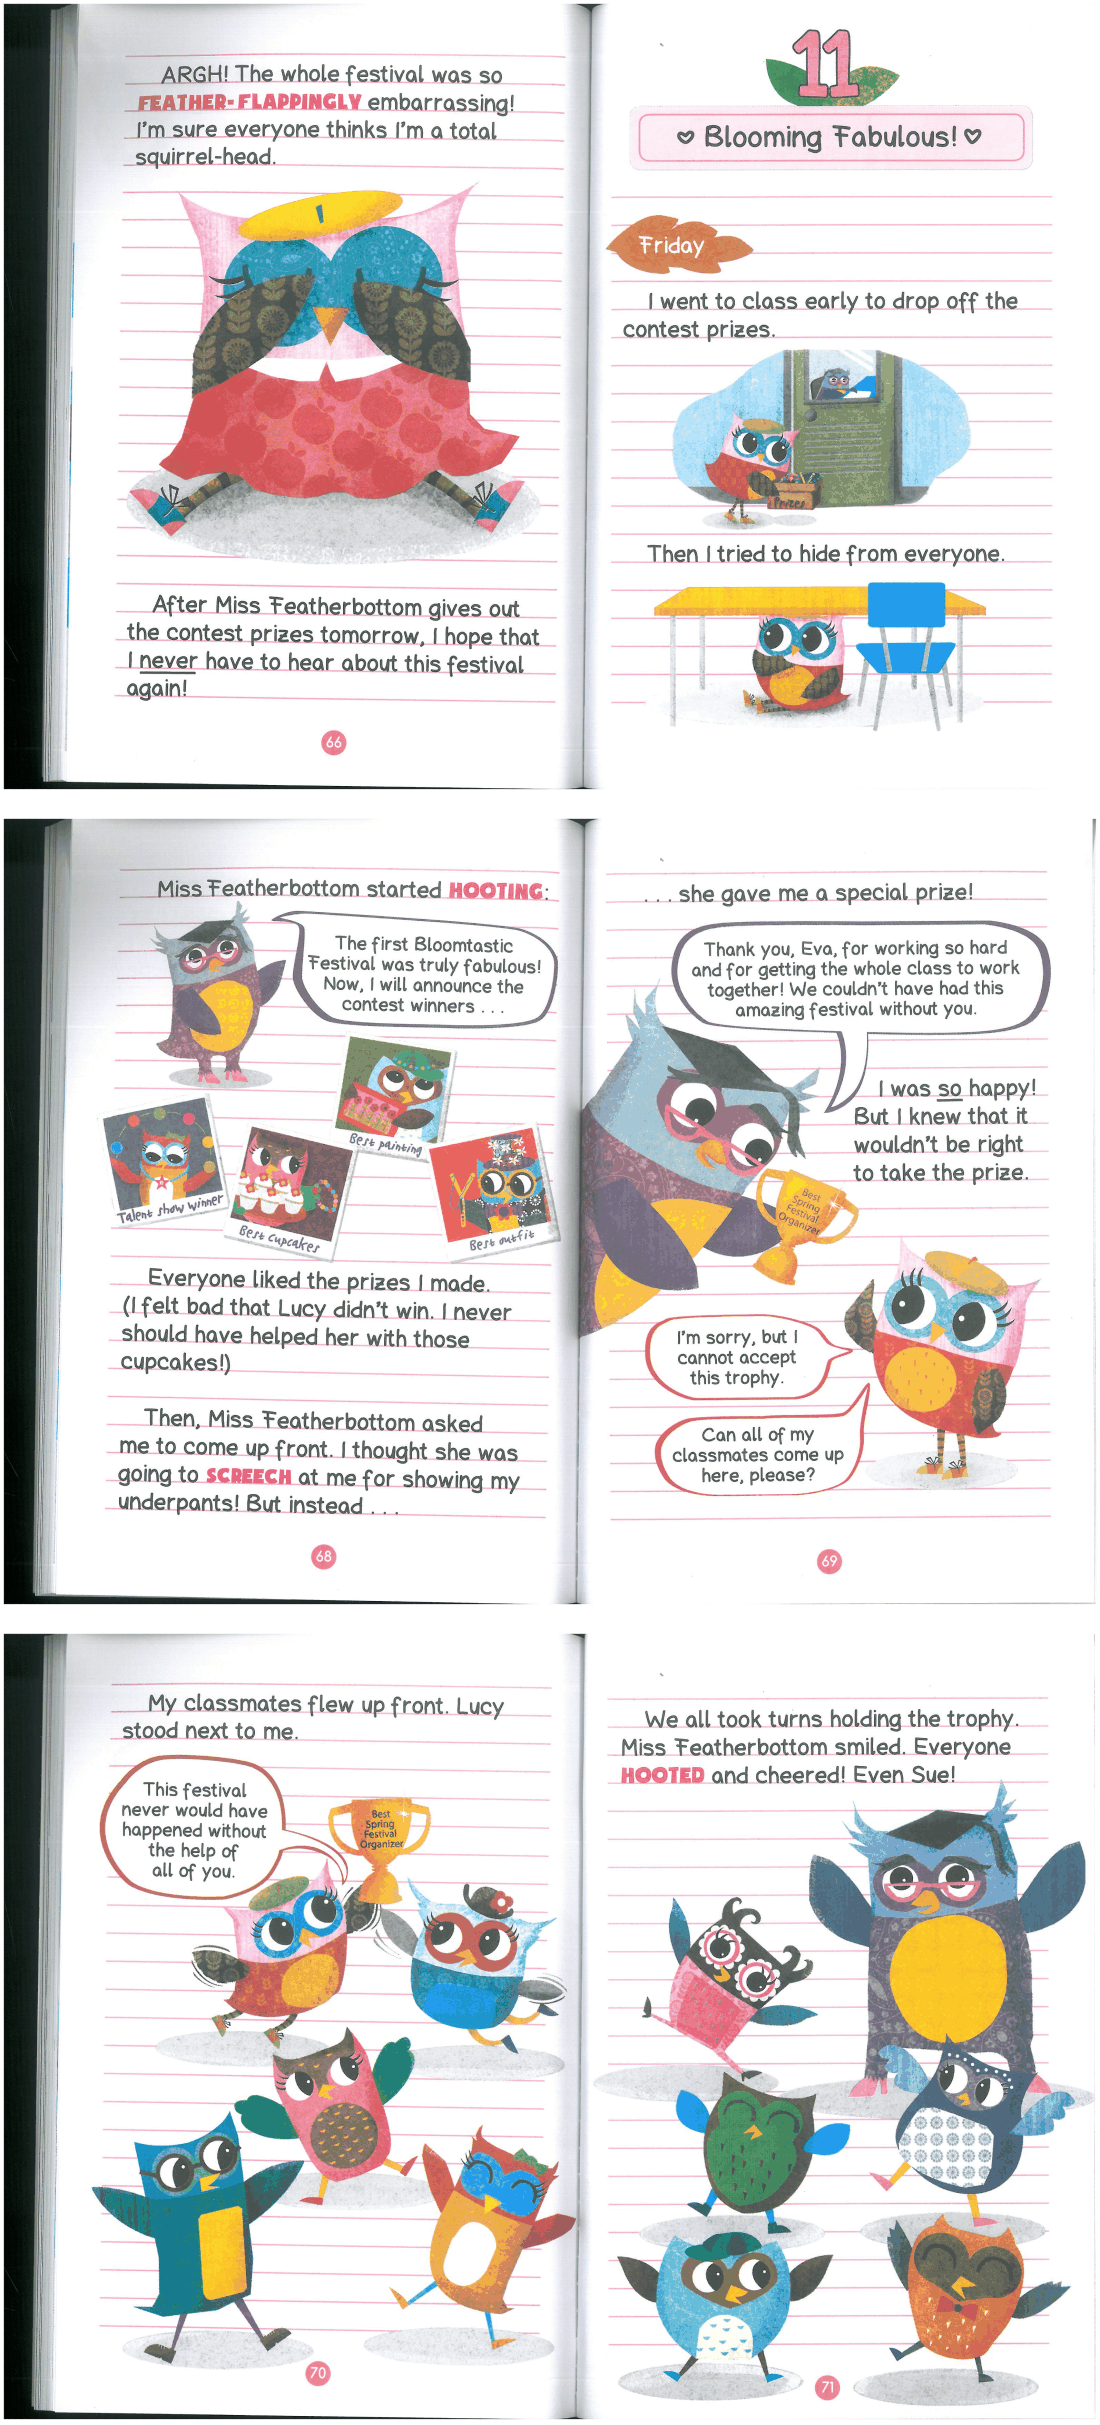 ARGH! The whole festival was so
FEATHER-FLAPPINGLY embarrassing!
I'm sure everyone thinks I'm a total
squirrel-head.
After Miss Featherbottom gives out
the contest prizes tomorrow, I hope that
I never have to hear about this festival
again!
66
11
Blooming Fabulous!
Friday
I went to class early to drop off the
contest prizes.
Prizes
Then I tried to hide from everyone.
Miss Featherbottom started HOOTING:
The first Bloomtastic
Festival was truly fabulous!
Now, I will announce the
contest winners . . .
Best painting
Talent show winner
Best cupcakes
Best outfit
Everyone liked the prizes I made.
(I felt bad that Lucy didn't win. I never
should have helped her with those
cupcakes!)
Then, Miss Featherbottom asked
me to come up front. I thought she was
going to SCREECH at me for showing my
underpants! But instead . . .
68
. . . she gave me a special prize!
Thank you, Eva, for working so hard
and for getting the whole class to work
together! We couldn't have had this
amazing festival without you.
I was so happy!
But I knew that it
wouldn't be right
to take the prize.
Best
Spring
Festival
Organizer
I'm sorry, but I
cannot accept
this trophy.
Can all of my
classmates come up
here, please?
69
My classmates flew up front. Lucy
stood next to me.
This festival
never would have
happened without
the help of
all of you.
Best
Spring
Festival
Organizer
70
We all took turns holding the trophy.
Miss Featherbottom smiled. Everyone
HOOTED and cheered! Even Sue!
71